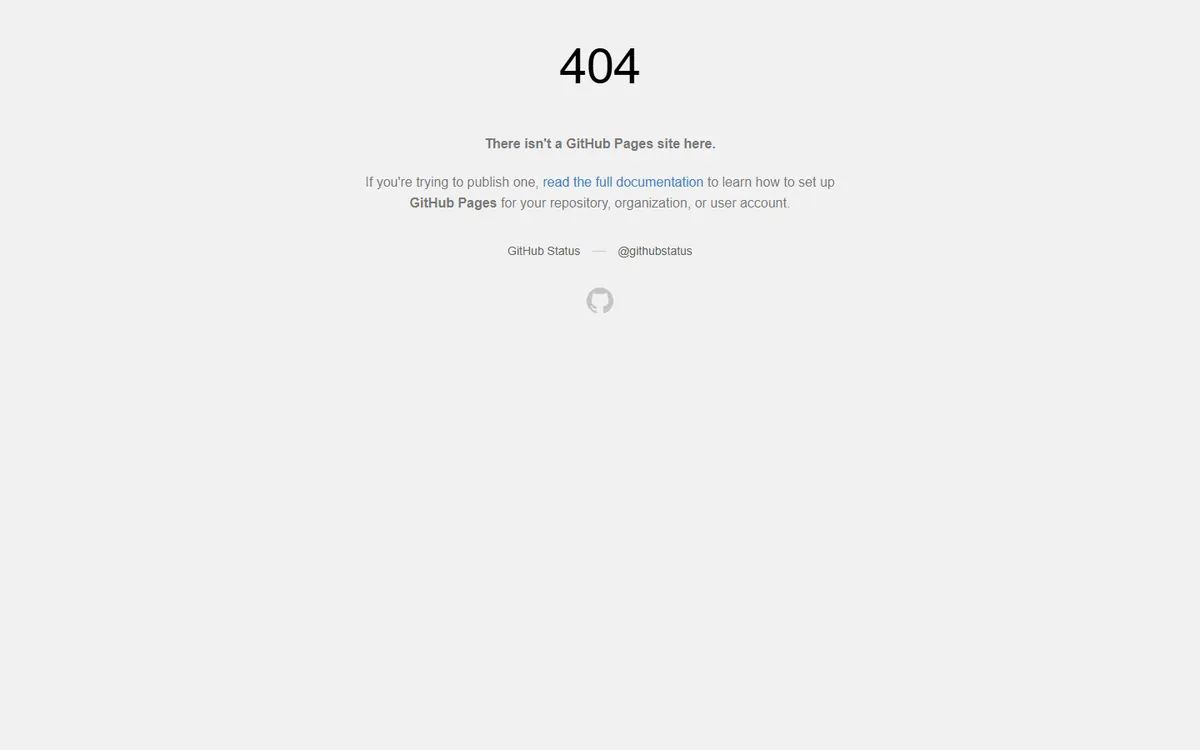 404
There isn't a GitHub Pages site here.
If you're trying to publish one, read the full documentation to learn how to set up
GitHub Pages for your repository, organization, or user account.
GitHub Status — @githubstatus